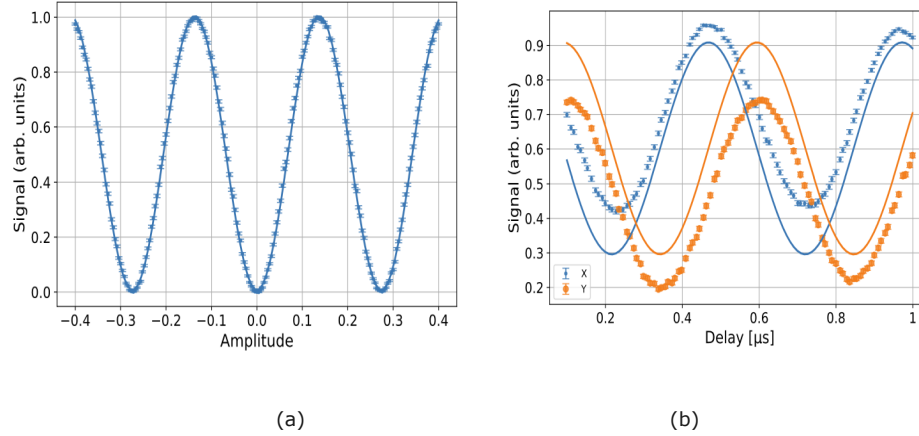 (a)
Signal (arb. units)
1.0
0.8
0.6
0.4
0.2
0.0
−0.4 −0.3 −0.2 −0.1 0.0 0.1 0.2 0.3 0.4
Amplitude
(b)
Signal (arb. units)
0.9
0.8
0.7
0.6
0.5
0.4
0.3
0.2
X
Y
0.2 0.4 0.6 0.8 1
Delay [µs]
(a)
(b)